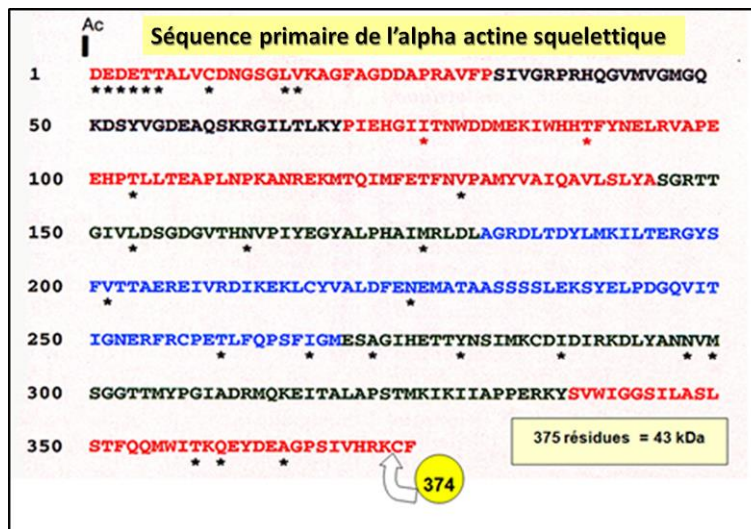 Ac
Séquence primaire de l'alpha actine squelettique
1 DEDETTALVCDNGSGLVKAGFAGDDAPRAVFPSIVGRPRHQGVMVGMGQ
* * * * * * * * *
50 KDSYVGDEAQSKRGILTLKYPIEHGIITNWDDMEKIWHHTFYNELRVAPE
* *
100 EHPTLLTEAPLNPKANREKMTQIMFETFNVPAMYVAIQAVLSLYASGRTT
* *
150 GIVLDSGDGVTHNVPIYEGYALPHAIMRLDLAGRDLTDYLMKILTERGYS
* * *
200 FVTTAEREIVRDIKEKLCYVALDFENEMATAASSSSLEKSYELPDGQVIT
* *
250 IGNERFRCPETLFQPSFIGMESAGIHETTYNSIMKCDIDIRKDLYANNVM
* * * * * * *
300 SGGTTMYPGIADRMQKEITALAPSTMKIKIIAPPERKYSVWIGGSILASL
350 STFQQMWITKQEYDEAGPSIVHRKCF
* * *
375 résidues = 43 kDa
374